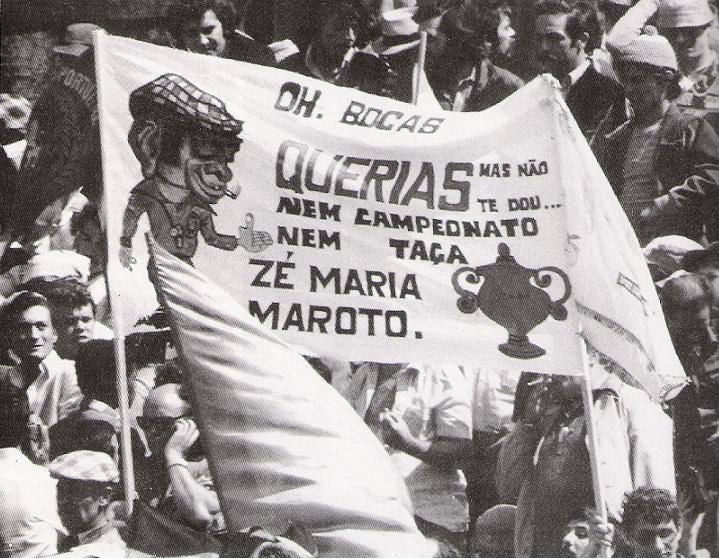 OH. BOCAS
QUERIAS MAS NÃO
TE DOU...
NEM CAMPEONATO
NEM TAÇA
ZÉ MARIA
MAROTO.